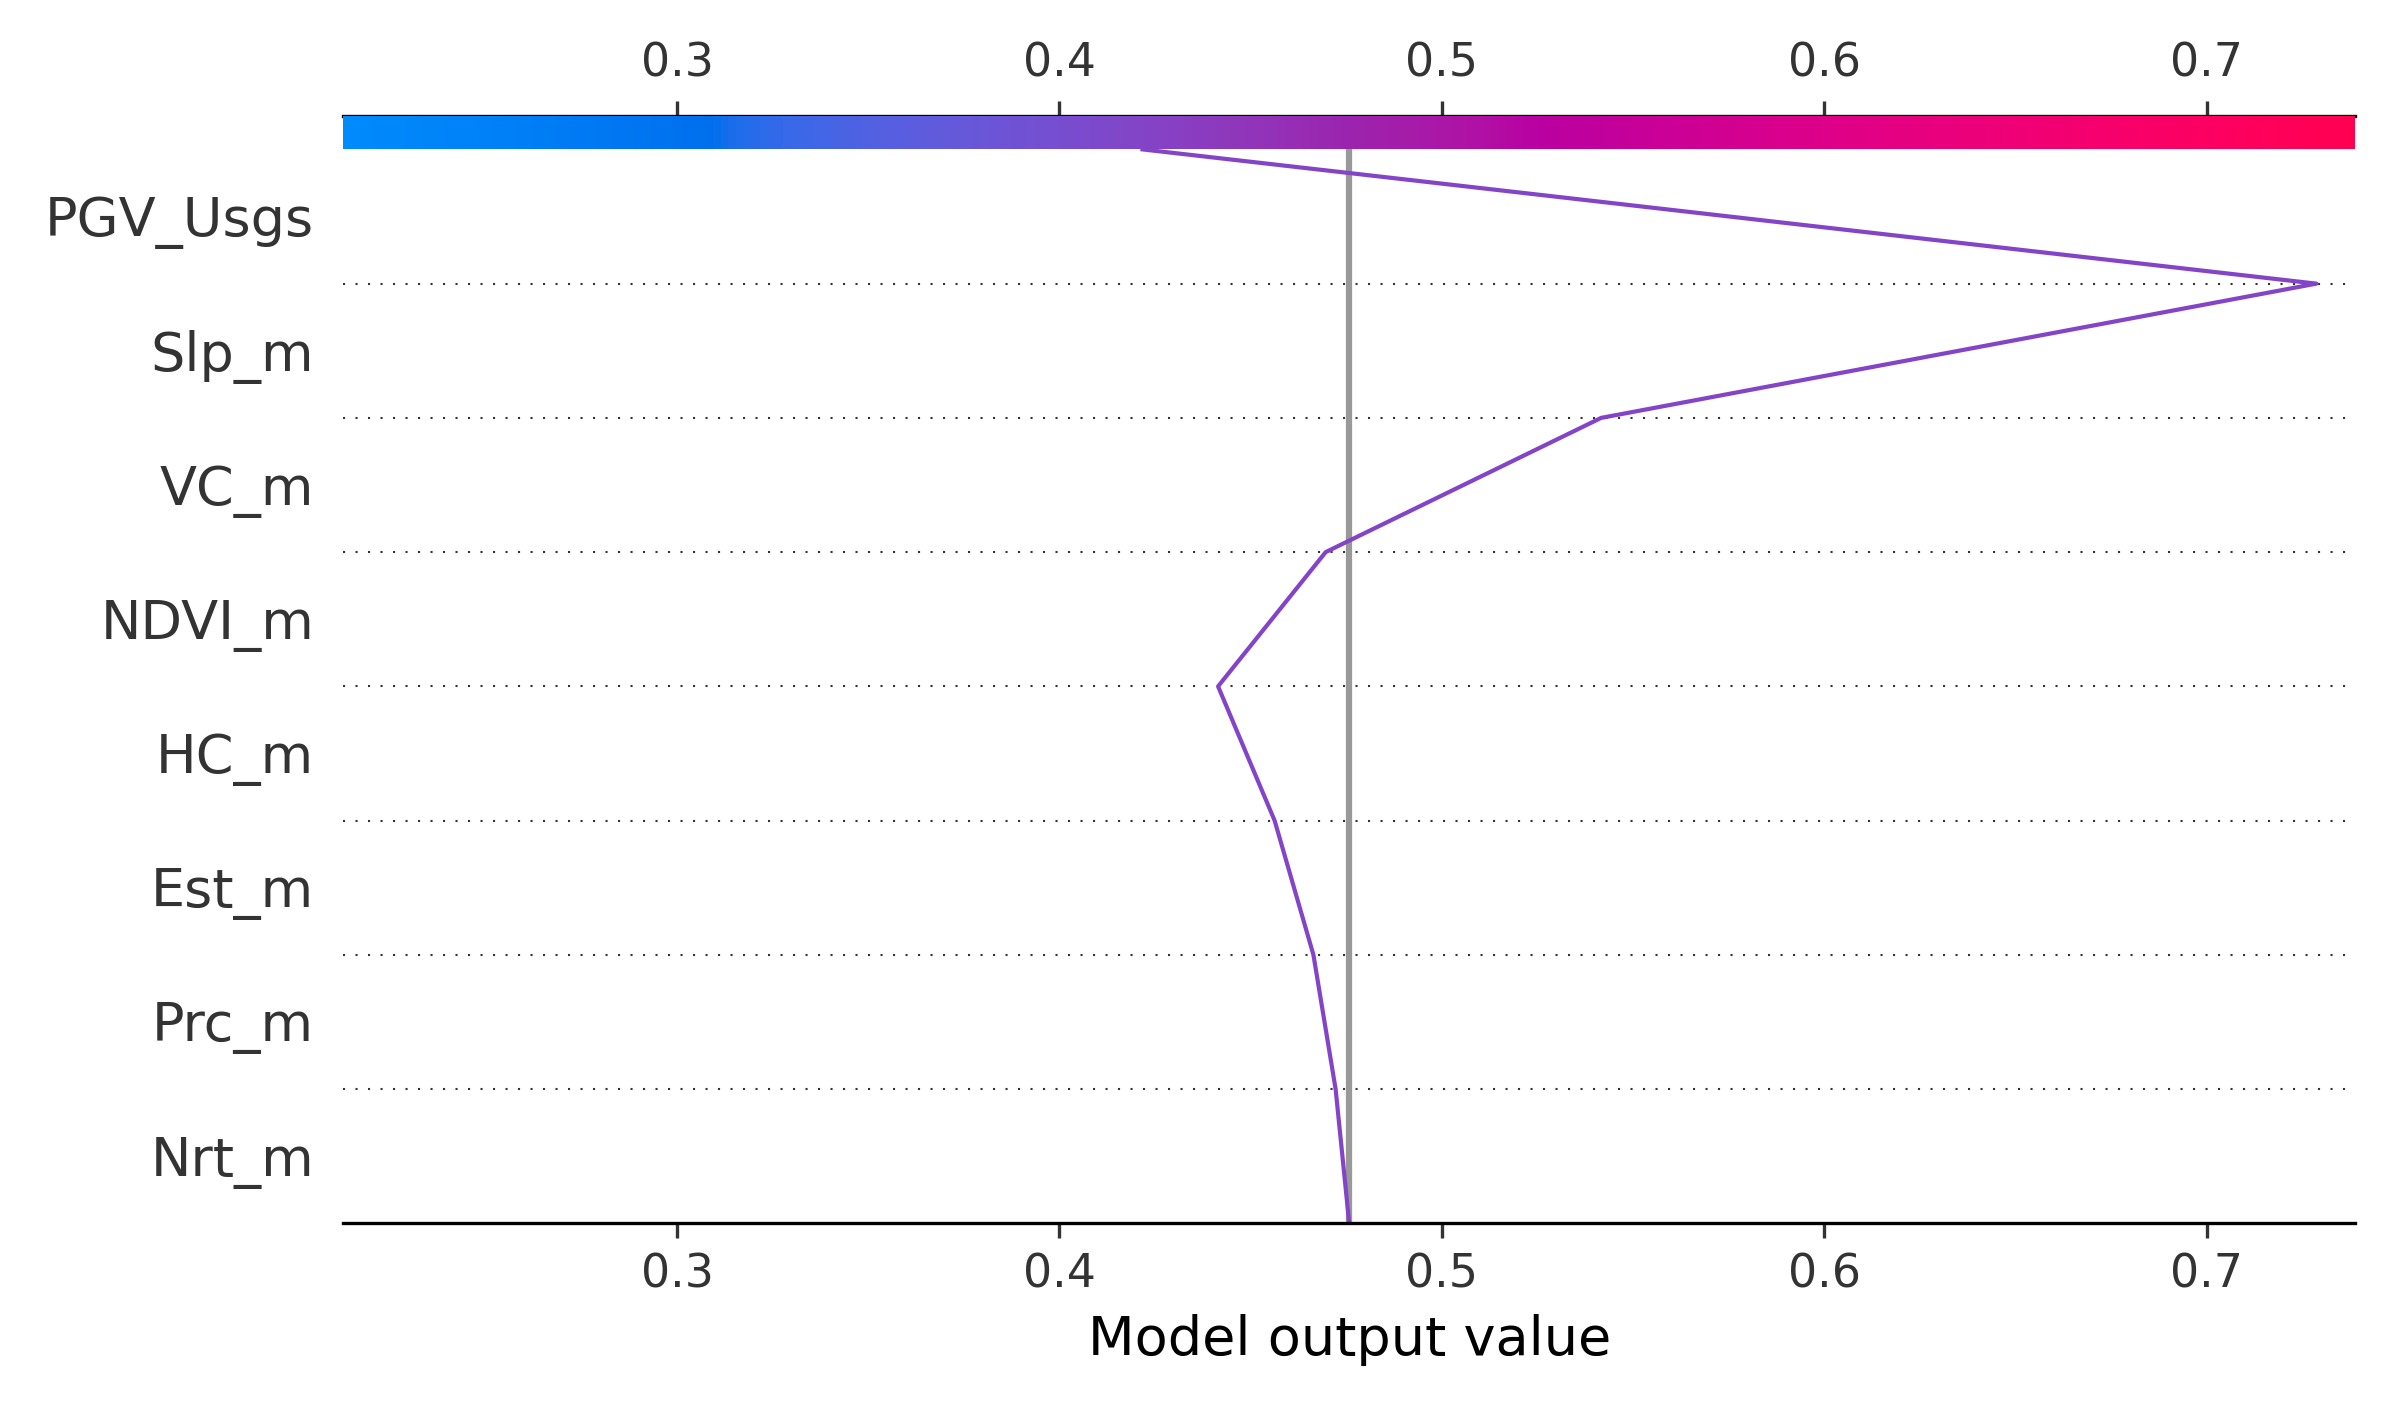 0.3 0.4 0.5 0.6 0.7
PGV_Usgs
Slp_m
VC_m
NDVI_m
HC_m
Est_m
Prc_m
Nrt_m
0.3 0.4 0.5 0.6 0.7
Model output value